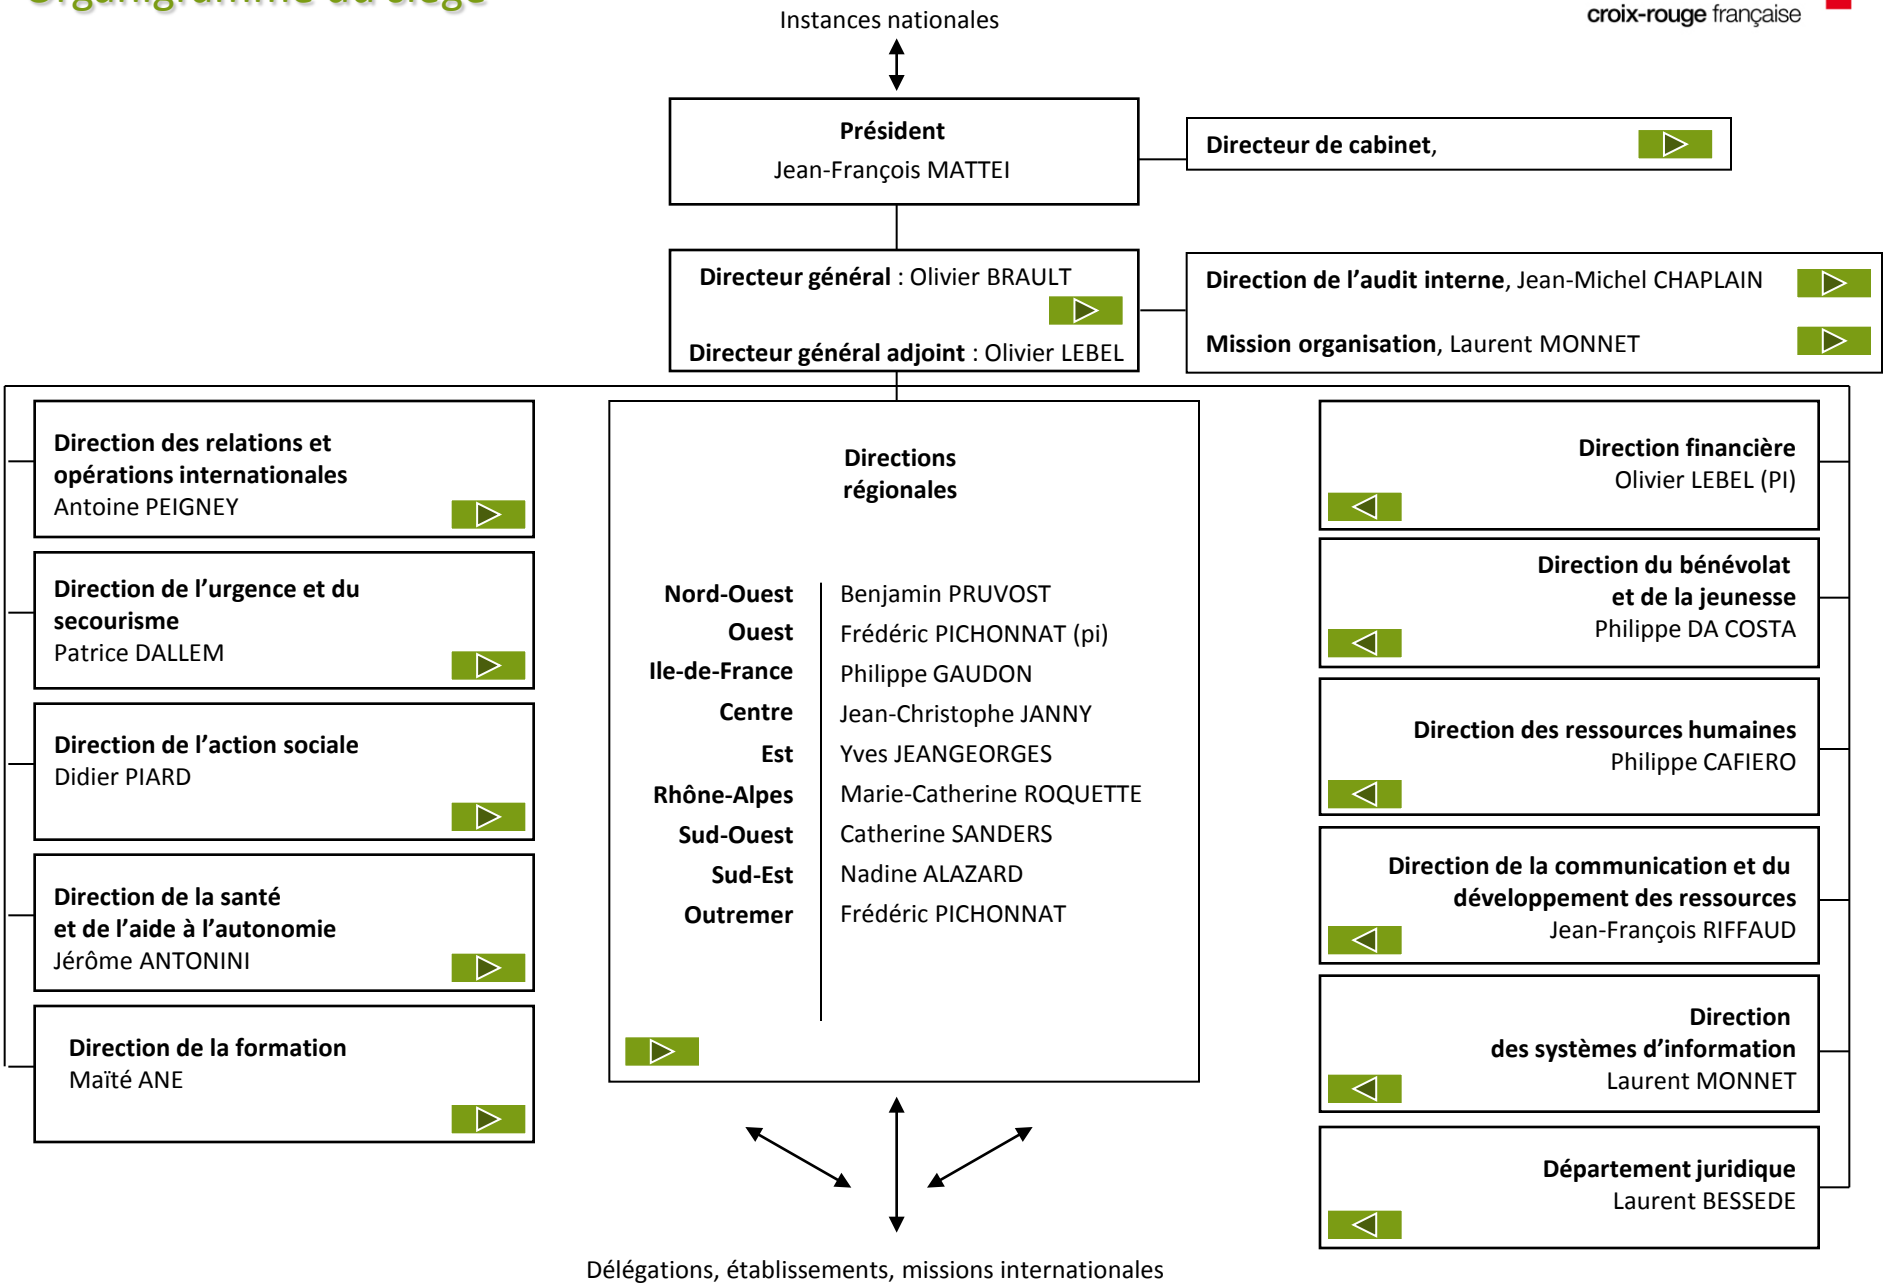 Organigramme du siège
croix-rouge française
Instances nationales
Président
Jean-François MATTEI
Directeur de cabinet,
Directeur général : Olivier BRAULT
Directeur général adjoint : Olivier LEBEL
Direction de l’audit interne, Jean-Michel CHAPLAIN
Mission organisation, Laurent MONNET
Direction des relations et
opérations internationales
Antoine PEIGNEY
Direction de l’urgence et du
secourisme
Patrice DALLEM
Direction de l’action sociale
Didier PIARD
Direction de la santé
et de l’aide à l’autonomie
Jérôme ANTONINI
Direction de la formation
Maïté ANE
Directions
régionales
Nord-Ouest Benjamin PRUVOST
Ouest Frédéric PICHONNAT (pi)
Ile-de-France Philippe GAUDON
Centre Jean-Christophe JANNY
Est Yves JEANGEORGES
Rhône-Alpes Marie-Catherine ROQUETTE
Sud-Ouest Catherine SANDERS
Sud-Est Nadine ALAZARD
Outremer Frédéric PICHONNAT
Direction financière
Olivier LEBEL (PI)
Direction du bénévolat
et de la jeunesse
Philippe DA COSTA
Direction des ressources humaines
Philippe CAFIERO
Direction de la communication et du
développement des ressources
Jean-François RIFFAUD
Direction
des systèmes d’information
Laurent MONNET
Département juridique
Laurent BESSEDE
Délégations, établissements, missions internationales